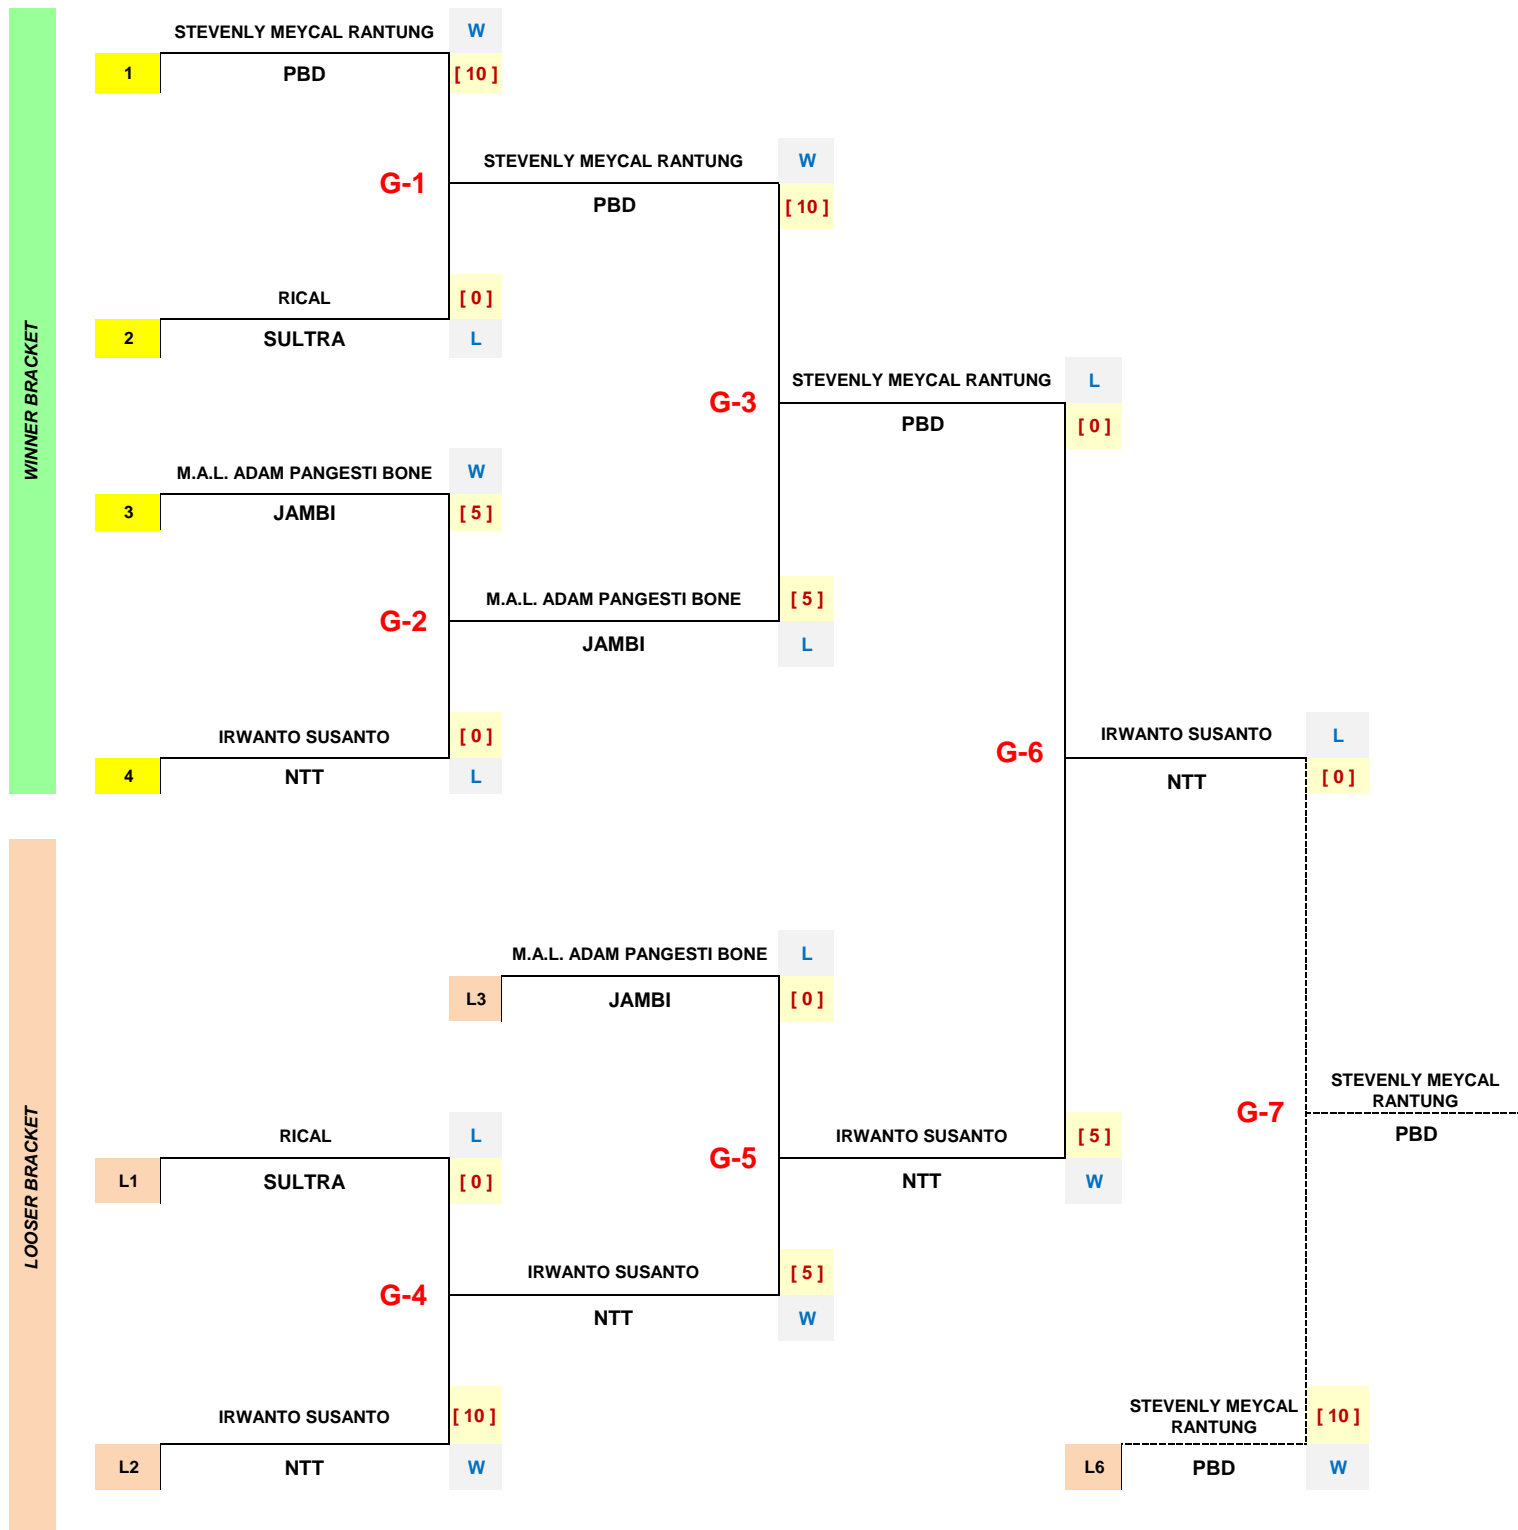 WINNER BRACKET
STEVENLY MEYCAL RANTUNG W
1 PBD [ 10 ]
STEVENLY MEYCAL RANTUNG W
G-1
PBD [ 10 ]
RICAL [ 0 ]
2 SULTRA L
STEVENLY MEYCAL RANTUNG L
G-3
PBD [ 0 ]
M.A.L. ADAM PANGESTI BONE W
3 JAMBI [ 5 ]
M.A.L. ADAM PANGESTI BONE [ 5 ]
G-2
JAMBI L
IRWANTO SUSANTO [ 0 ]
IRWANTO SUSANTO L
G-6
4 NTT L
NTT [ 0 ]
LOOSER BRACKET
M.A.L. ADAM PANGESTI BONE L
L3 JAMBI [ 0 ]
STEVENLY MEYCAL
RANTUNG
G-7
PBD
RICAL L
IRWANTO SUSANTO [ 5 ]
G-5
L1 SULTRA [ 0 ]
NTT W
IRWANTO SUSANTO [ 5 ]
G-4
NTT W
IRWANTO SUSANTO [ 10 ]
STEVENLY MEYCAL
RANTUNG [ 10 ]
L2 NTT W
L6 PBD W